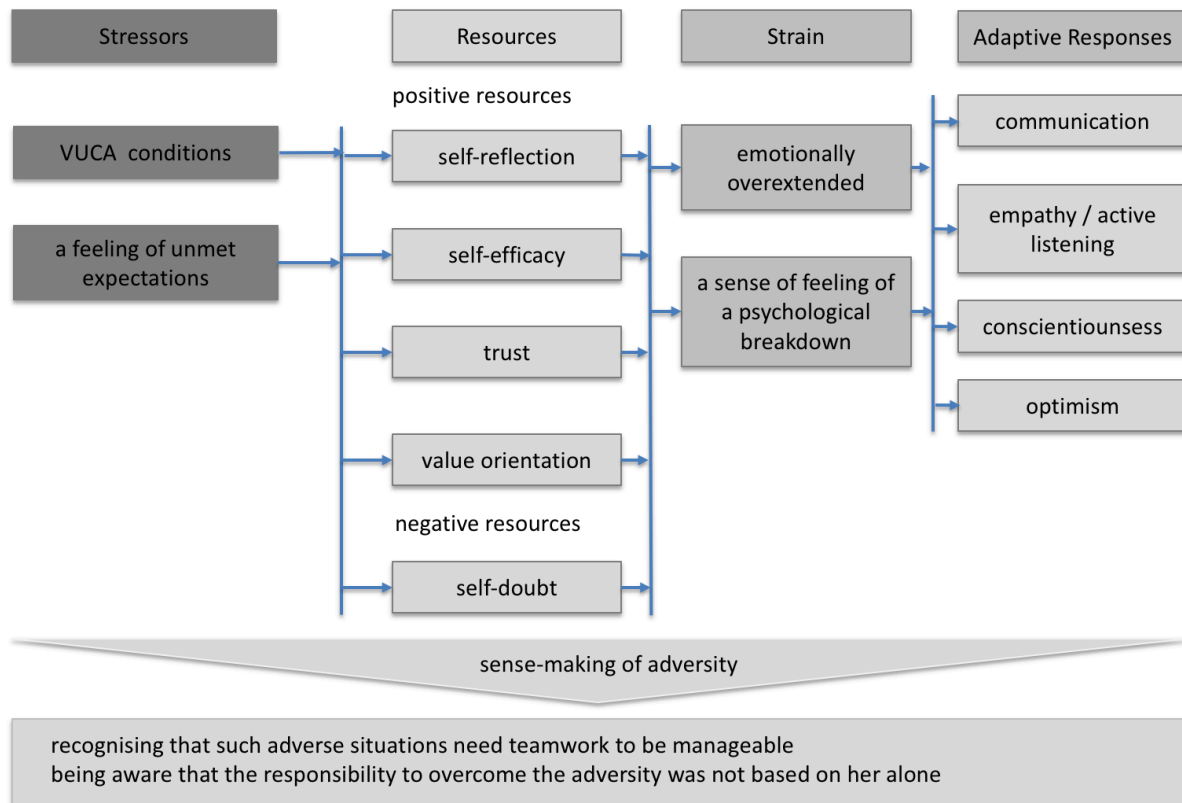 Stressors
Resources
Strain
Adaptive Responses
positive resources
VUCA conditions
a feeling of unmet
expectations
self-reflection
self-efficacy
trust
value orientation
negative resources
self-doubt
emotionally
overextended
a sense of feeling of
a psychological
breakdown
communication
empathy / active
listening
conscientiounsess
optimism
sense-making of adversity
recognising that such adverse situations need teamwork to be manageable
being aware that the responsibility to overcome the adversity was not based on her alone